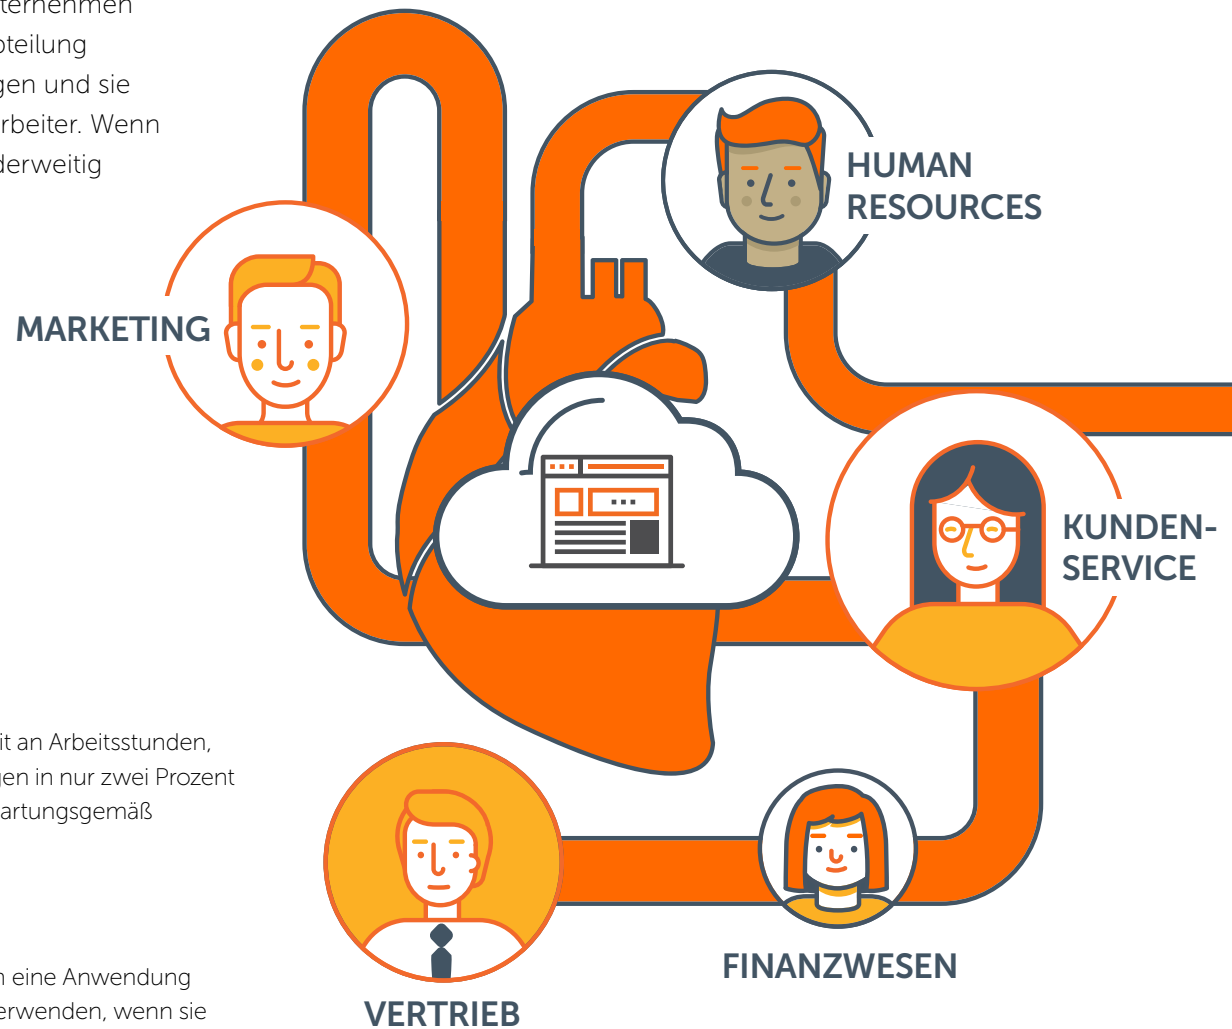 ternehmen
teilung
gen und sie
rbeiter. Wenn
derweitig
HUMAN
RESOURCES
MARKETING
KUNDEN-
SERVICE
it an Arbeitsstunden,
gen in nur zwei Prozent
artungsgemäß
eine Anwendung
erwenden, wenn sie
FINANZWESEN
VERTRIEB